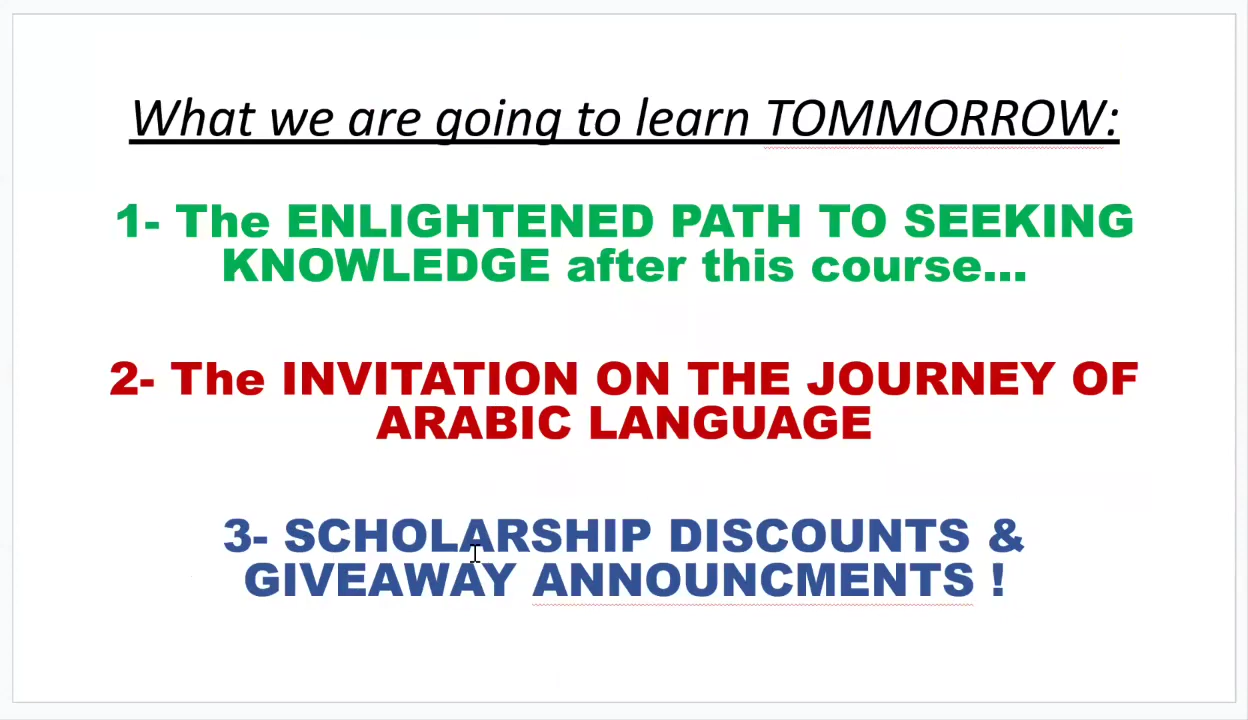 What we are going to learn TOMMORROW:
1- The ENLIGHTENED PATH TO SEEKING
KNOWLEDGE after this course...
2- The INVITATION ON THE JOURNEY OF
ARABIC LANGUAGE
3- SCHOLARSHIP DISCOUNTS &
GIVEAWAY ANNOUNCMENTS !